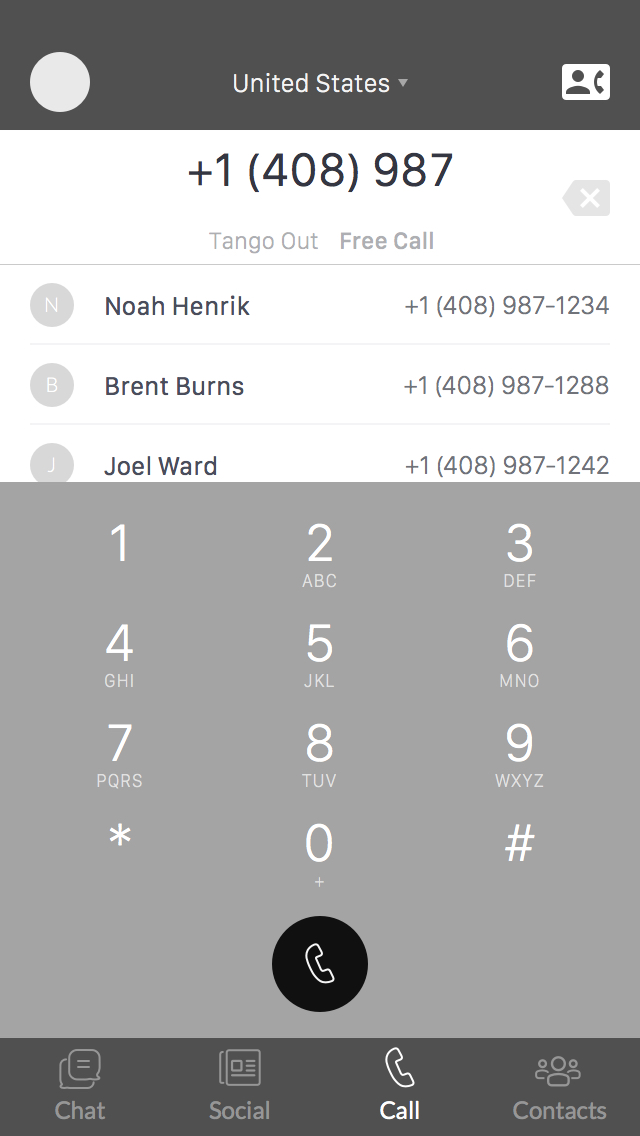 United States
+1 (408) 987
Tango Out Free Call
N Noah Henrik +1 (408) 987-1234
B Brent Burns +1 (408) 987-1288
J Joel Ward +1 (408) 987-1242
1 2 3
ABC DEF
4 5 6
GHI JKL MNO
7 8 9
PQRS TUV WXYZ
* 0 #
+
Chat Social Call Contacts